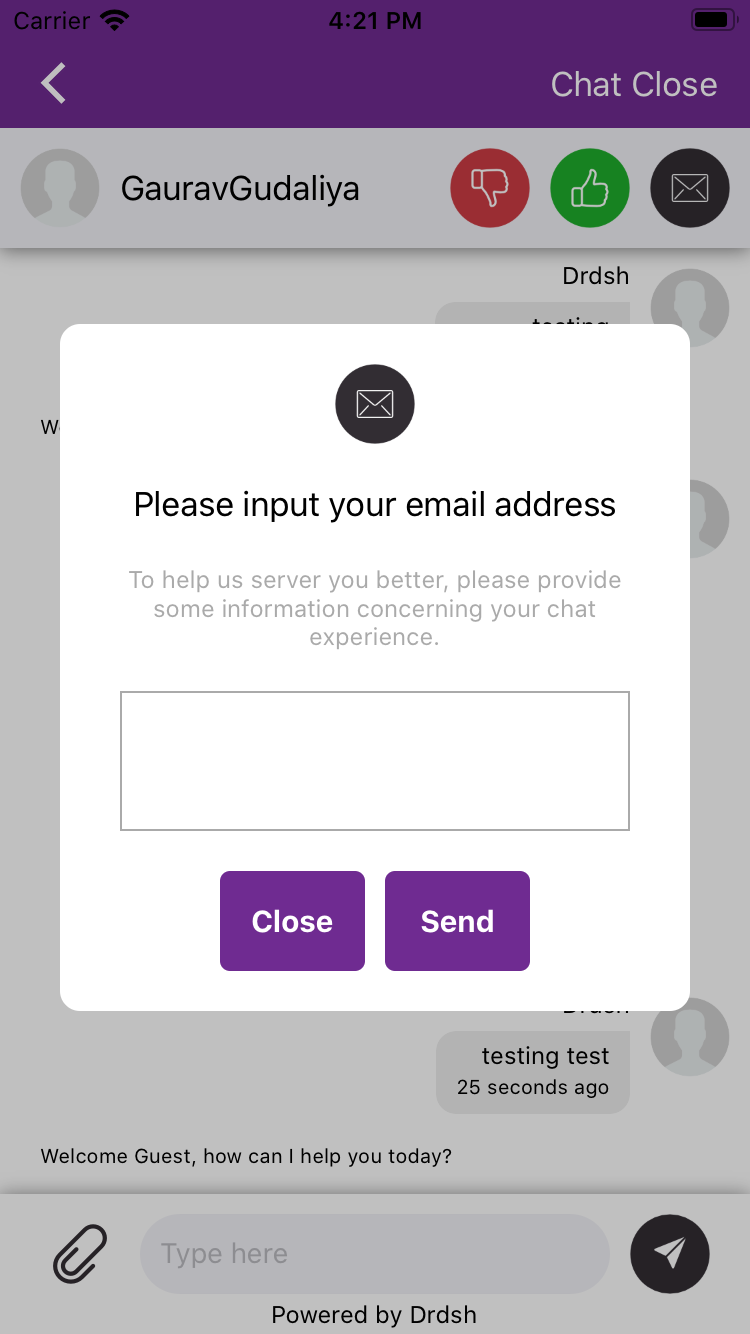 Carrier 4:21 PM
Chat Close
GauravGudaliya
Drdsh
testing
Please input your email address
To help us server you better, please provide
some information concerning your chat
experience.
Close Send
testing test
25 seconds ago
Welcome Guest, how can I help you today?
Type here
Powered by Drdsh